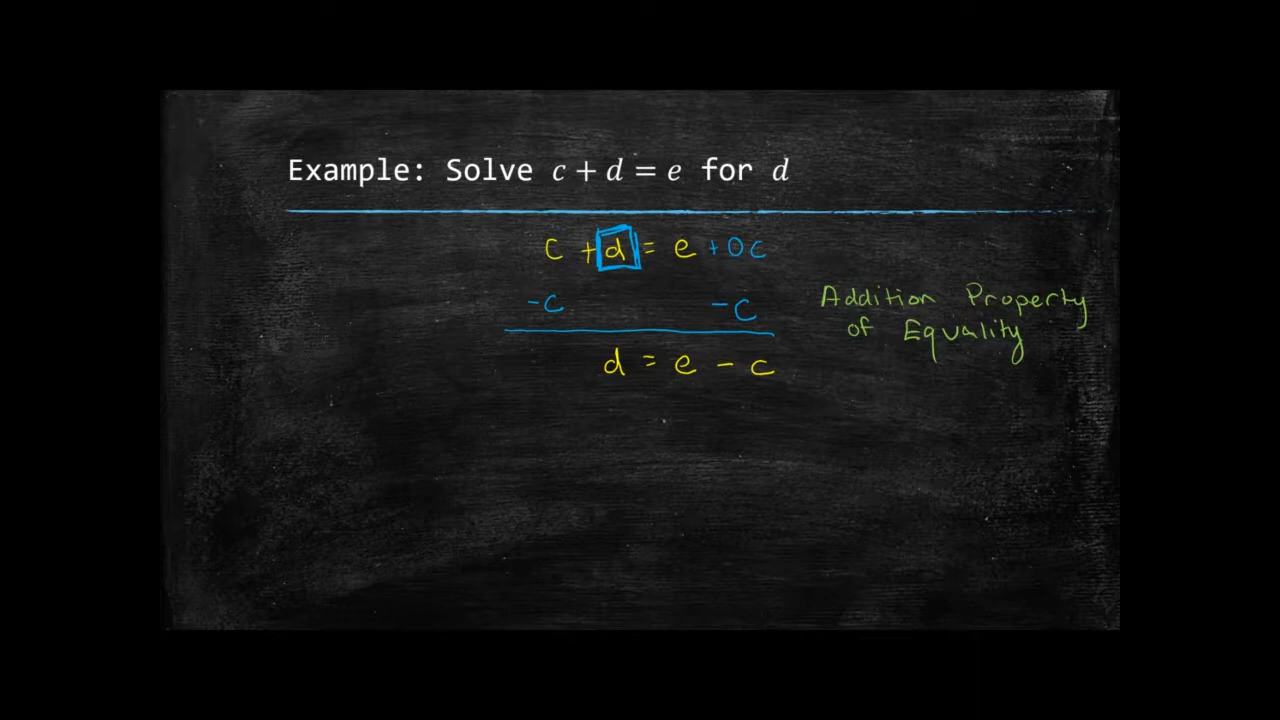 Example: Solve c + d = e for d
c + d = e + 0c
-c -c
d = e - c
Addition Property
of Equality